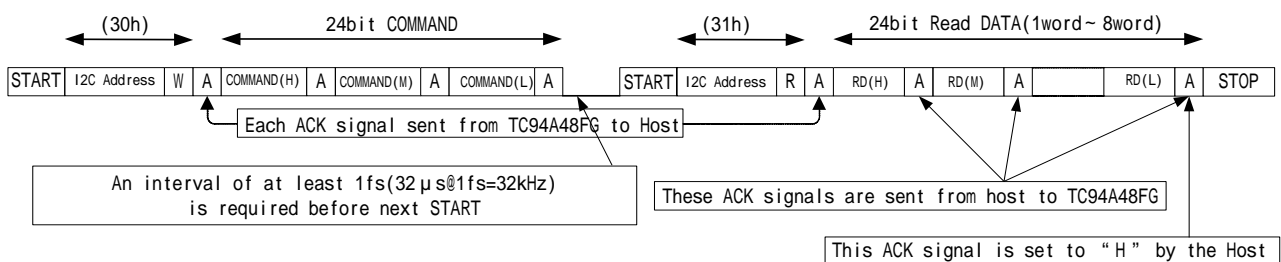 (30h) 24bit COMMAND (31h) 24bit Read DATA(1word~ 8word)
START I2C Address W A COMMAND(H) A COMMAND(M) A COMMAND(L) A START I2C Address R A RD(H) A RD(M) A RD(L) A STOP
Each ACK signal sent from TC94A48FG to Host
An interval of at least 1fs(32μs@1fs=32kHz)
is required before next START
These ACK signals are sent from host to TC94A48FG
This ACK signal is set to “H” by the Host